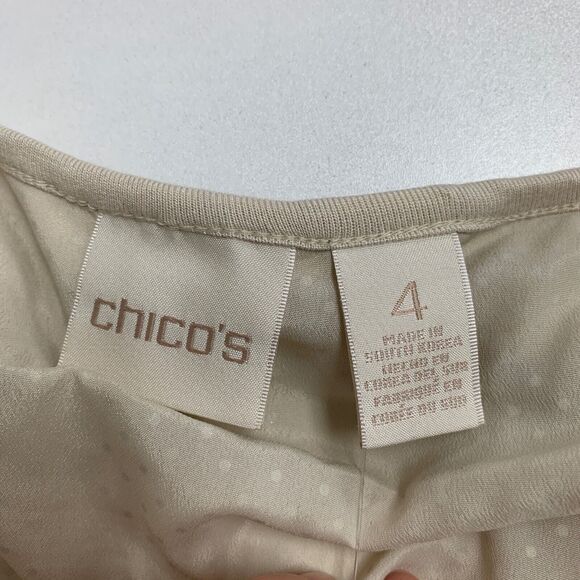 chico's
4
MADE IN
SOUTH KOREA
HECHO EN
COREA DEL SUR
FABRIQUÉ EN
CORÉE DU SUD